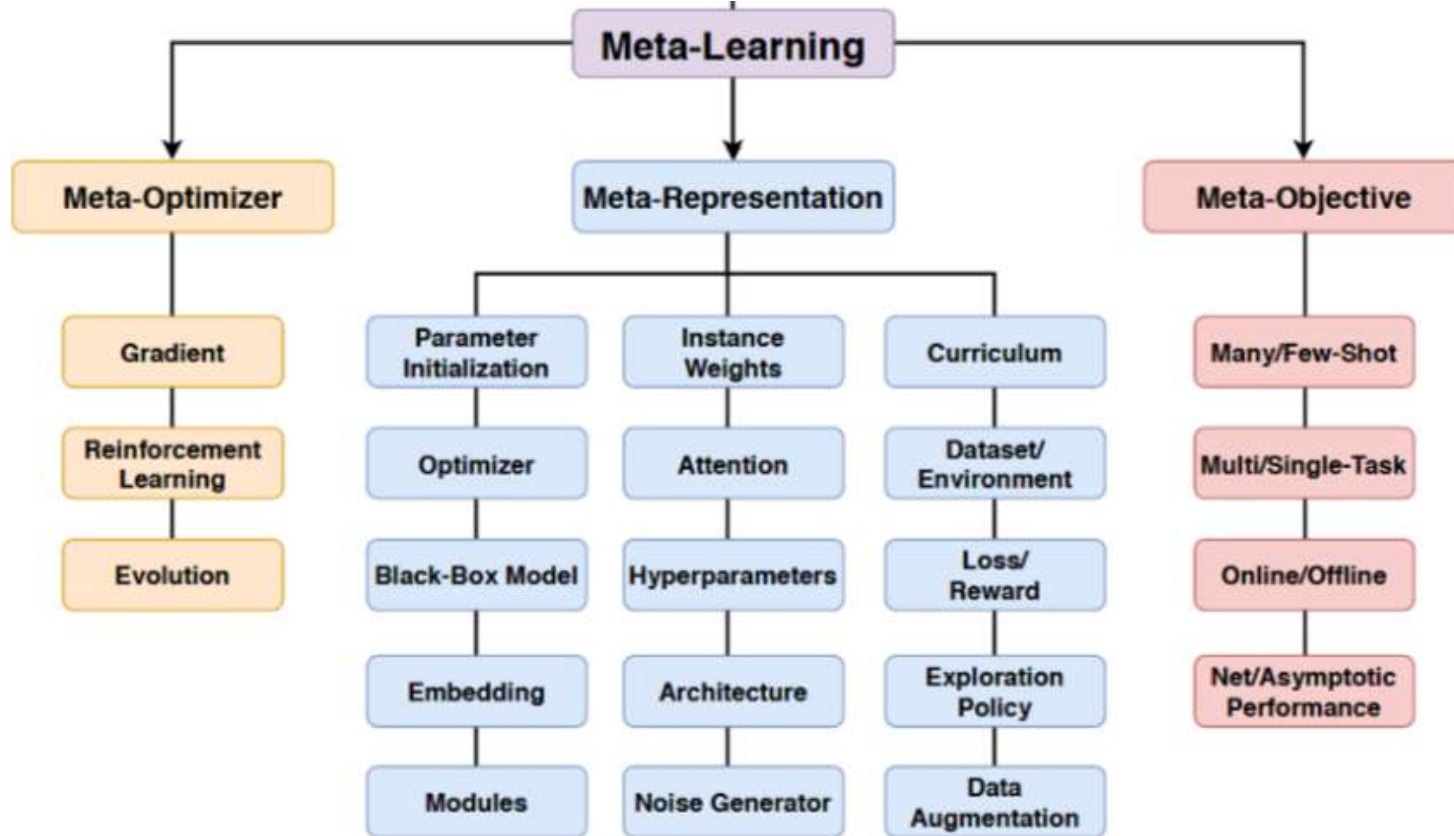 Meta-Learning
Meta-Optimizer
Meta-Representation
Meta-Objective
Gradient
Reinforcement
Learning
Evolution
Parameter
Initialization
Optimizer
Black-Box Model
Embedding
Modules
Instance
Weights
Attention
Hyperparameters
Architecture
Noise Generator
Curriculum
Dataset/
Environment
Loss/
Reward
Exploration
Policy
Data
Augmentation
Many/Few-Shot
Multi/Single-Task
Online/Offline
Net/Asymptotic
Performance